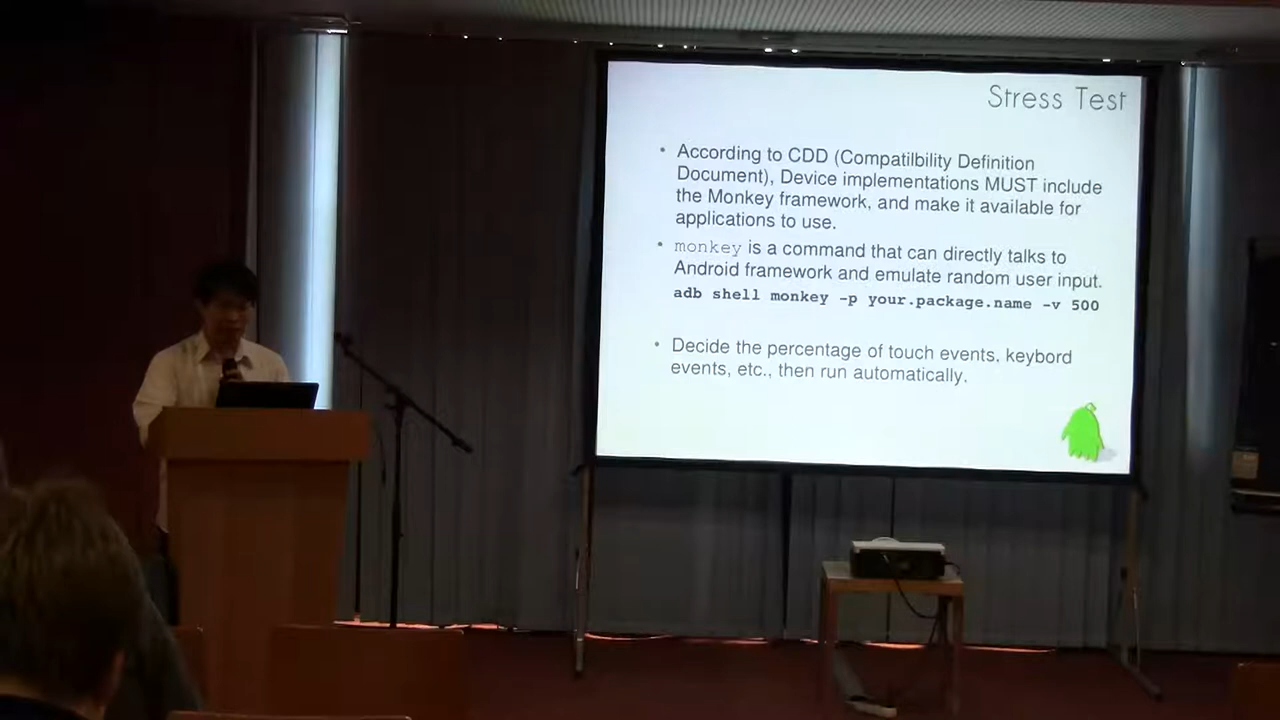 Stress Test
• According to CDD (Compatilbility Definition
Document), Device implementations MUST include
the Monkey framework, and make it available for
applications to use.
• monkey is a command that can directly talks to
Android framework and emulate random user input.
adb shell monkey -p your.package.name -v 500
• Decide the percentage of touch events, keybord
events, etc., then run automatically.